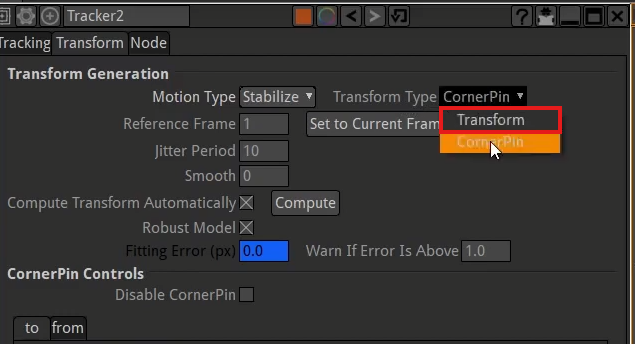 Tracker2 ?
Tracking Transform Node
Transform Generation
Motion Type Stabilize Transform Type CornerPin
Transform
Reference Frame 1 Set to Current Fram
CornerPin
Jitter Period 10
Smooth 0
Compute Transform Automatically Compute
Robust Model
Fitting Error (px) 0.0 Warn If Error Is Above 1.0
CornerPin Controls
Disable CornerPin
to from